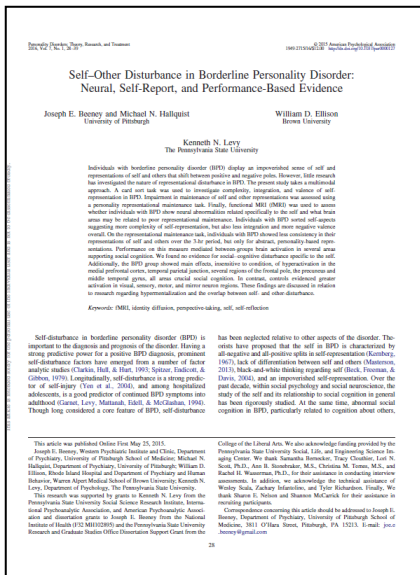 Personality Disorders: Theory, Research, and Treatment
© 2015 American Psychological Association
2016, Vol. 7, No. 1, 28–39
Self–Other Disturbance in Borderline Personality Disorder:
Neural, Self-Report, and Performance-Based Evidence
Joseph E. Beeney and Michael N. Hallquist
University of Pittsburgh
William D. Ellison
Brown University
Kenneth N. Levy
The Pennsylvania State University
Individuals with borderline personality disorder (BPD) display an impoverished sense of self and
representations of self and others that shift between positive and negative poles. However, little research
has investigated the nature of representational disturbance in BPD. The present study takes a multimodal
approach. A card sort task was used to investigate complexity, integration, and valence of self-
representation in BPD. Impairment in maintenance of self and other representations was assessed using
a personality representational maintenance task. Finally, functional MRI (fMRI) was used to assess
whether individuals with BPD show neural abnormalities related specifically to the self and what brain
areas may be related to poor representational maintenance. Individuals with BPD sorted self-aspects
suggesting more complexity of self-representation, but also less integration and more negative valence
overall. On the representational maintenance task, individuals with BPD showed less consistency in their
representations of self and others over the 3-hr period, but only for abstract, personality-based repre-
sentations. Performance on this measure mediated between-groups brain activation in several areas
supporting social cognition. We found no evidence for social–cognitive disturbance specific to the self.
Additionally, the BPD group showed main effects, insensitive to condition, of hyperactivation in the
medial prefrontal cortex, temporal parietal junction, several regions of the frontal pole, the precuneus and
middle temporal gyrus, all areas crucial social cognition. In contrast, controls evidenced greater
activation in visual, sensory, motor, and mirror neuron regions. These findings are discussed in relation
to research regarding hypermentalization and the overlap between self- and other-disturbance.
Keywords: fMRI, identity diffusion, perspective-taking, self, self-reflection
Self-disturbance in borderline personality disorder (BPD) is
important to the diagnosis and prognosis of the disorder. Having a
strong predictive power for a positive BPD diagnosis, prominent
self-disturbance factors have emerged from a number of factor
analytic studies (Clarkin, Hull, & Hurt, 1993; Spitzer, Endicott, &
Gibbon, 1979). Longitudinally, self-disturbance is a strong predic-
tor of self-harm (Yen et al., 2004), and among hospitalized
adolescents, is a good predictor of continued BPD symptoms into
adulthood (Garnet, Levy, Mattanah, Edell, & McGlashan, 1994).
Though long considered a core feature of BPD, self-disturbance
has been neglected relative to other aspects of the disorder. The-
orists have proposed that the self in BPD is characterized by
all-negative and all-positive splits in self-representation (Kernberg,
1967), lack of differentiation between self and others (Masterson,
2013), black-and-white thinking regarding self (Beck, Freeman, &
Davis, 2004), and an impoverished self-representation. Over the
past decade, within social psychology and social neuroscience, the
study of the self and its relationship to social cognition in general
has been rigorously studied. At the same time, abnormal social
cognition in BPD, particularly related to cognition about others,
This article was published Online First May 25, 2015.
Joseph E. Beeney, Western Psychiatric Institute and Clinic, Department
of Psychiatry, University of Pittsburgh School of Medicine; Michael N.
Hallquist, Department of Psychiatry, University of Pittsburgh; William D.
Ellison, Rhode Island Hospital and Department of Psychiatry and Human
Behavior, Warren Alpert Medical School of Brown University; Kenneth N.
Levy, Department of Psychology, The Pennsylvania State University.
This research was supported by grants to Kenneth N. Levy from the
Pennsylvania State University Social Science Research Institute, Interna-
tional Psychoanalytic Association, and American Psychoanalytic Associ-
ation and dissertation grants to Joseph E. Beeney from the National
Institute of Health (F32 MH102895) and the Pennsylvania State University
Research and Graduate Studies Office Dissertation Support Grant from the
College of the Liberal Arts. We also acknowledge funding provided by the
Pennsylvania State University Social, Life, and Engineering Science Im-
aging Center. We thank Samantha Bernecker, Tracy Clouthier, Lori N.
Scott, Ph.D., Ann B. Stonebraker, M.S., Christina M. Temes, M.S., and
Rachel H. Wasserman, Ph.D., for their assistance in conducting interview
assessments. In addition, we acknowledge the technical assistance of
Wesley Scala, Zachary Infantolino, and Tyler Richardson. Finally, We
thank Sharon E. Nelson and Shannon McCarrick for their assistance in
recruiting participants.
Correspondence concerning this article should be addressed to Joseph E.
Beeney, Department of Psychiatry, University of Pittsburgh School of
Medicine, 3811 O'Hara Street, Pittsburgh, PA 15213. E-mail: joe.e
.beeney@gmail.com
28